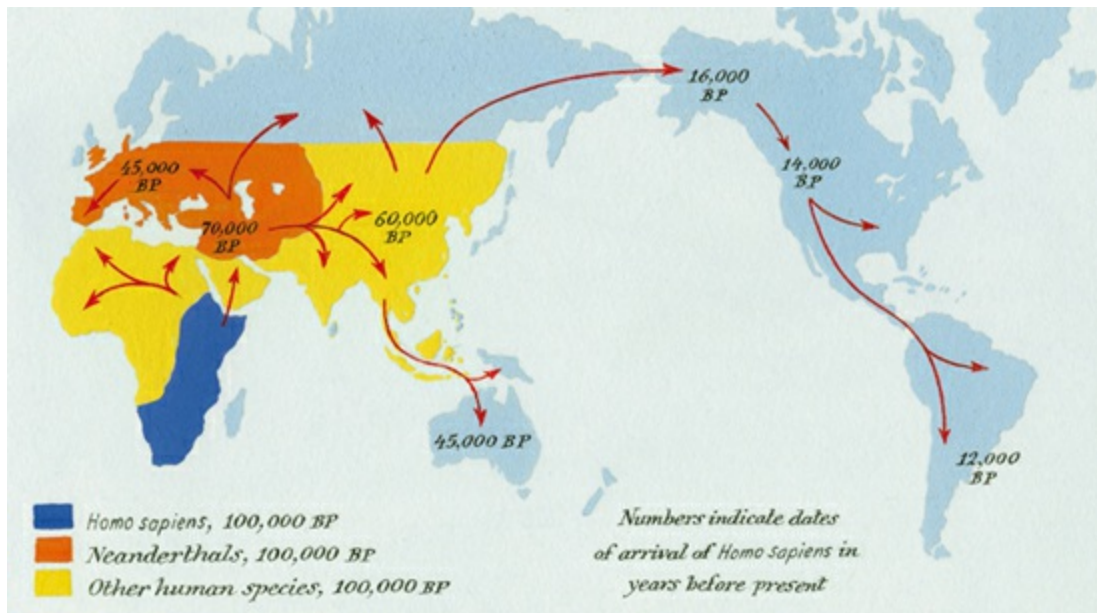 16,000
BP
45,000
BP
14,000
BP
70,000
BP
60,000
BP
45,000 BP
12,000
BP
Homo sapiens, 100,000 BP
Neanderthals, 100,000 BP
Other human species, 100,000 BP
Numbers indicate dates
of arrival of Homo sapiens in
years before present